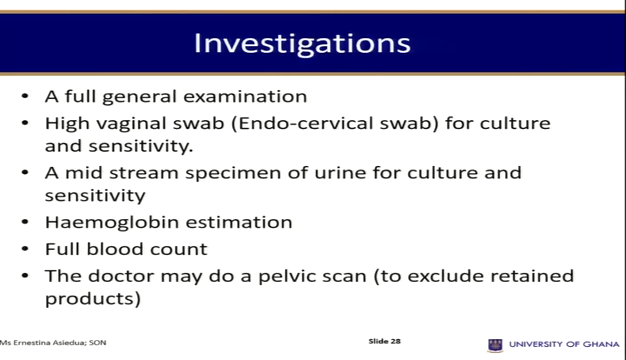 Investigations
• A full general examination
• High vaginal swab (Endo-cervical swab) for culture
and sensitivity.
• A mid stream specimen of urine for culture and
sensitivity
• Haemoglobin estimation
• Full blood count
• The doctor may do a pelvic scan (to exclude retained
products)
Ms Ernestina Asiedua; SON
Slide 28
UNIVERSITY OF GHANA